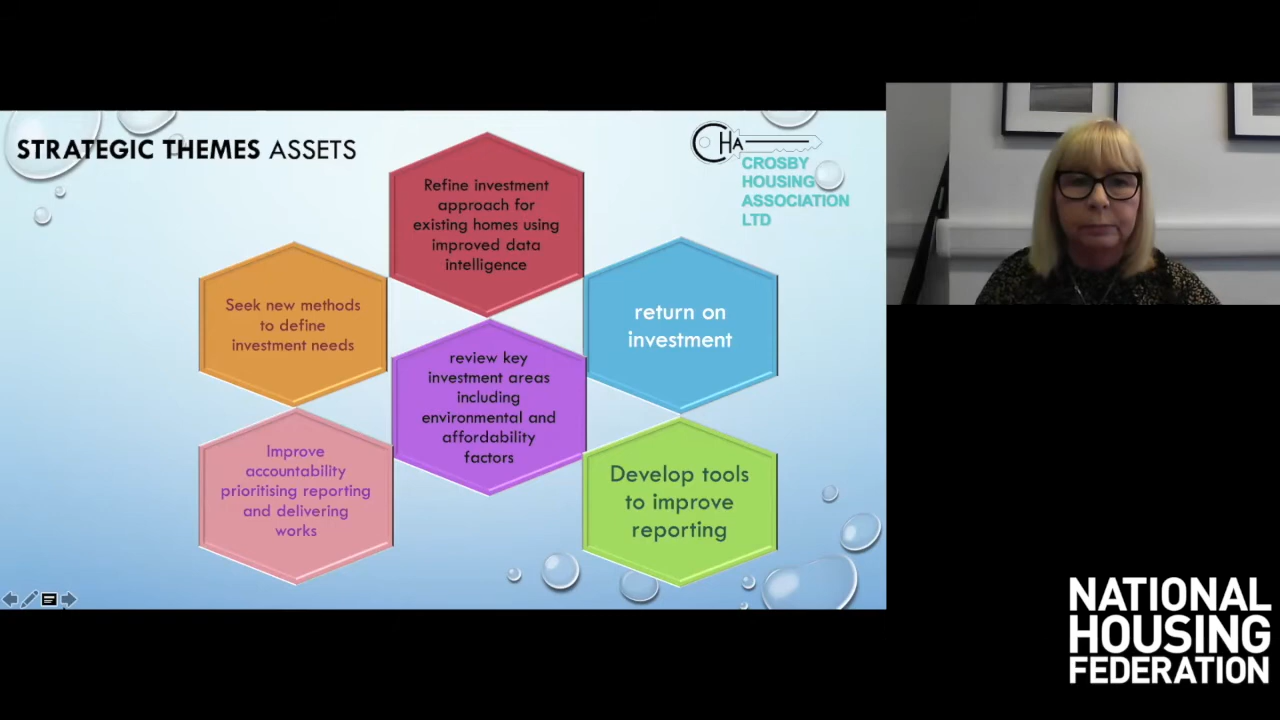 STRATEGIC THEMES ASSETS
CHA
CROSBY
HOUSING
ASSOCIATION
LTD
Refine investment
approach for
existing homes using
improved data
intelligence
Seek new methods
to define
investment needs
return on
investment
review key
investment areas
including
environmental and
affordability
factors
Improve
accountability
prioritising reporting
and delivering
works
Develop tools
to improve
reporting
NATIONAL
HOUSING
FEDERATION